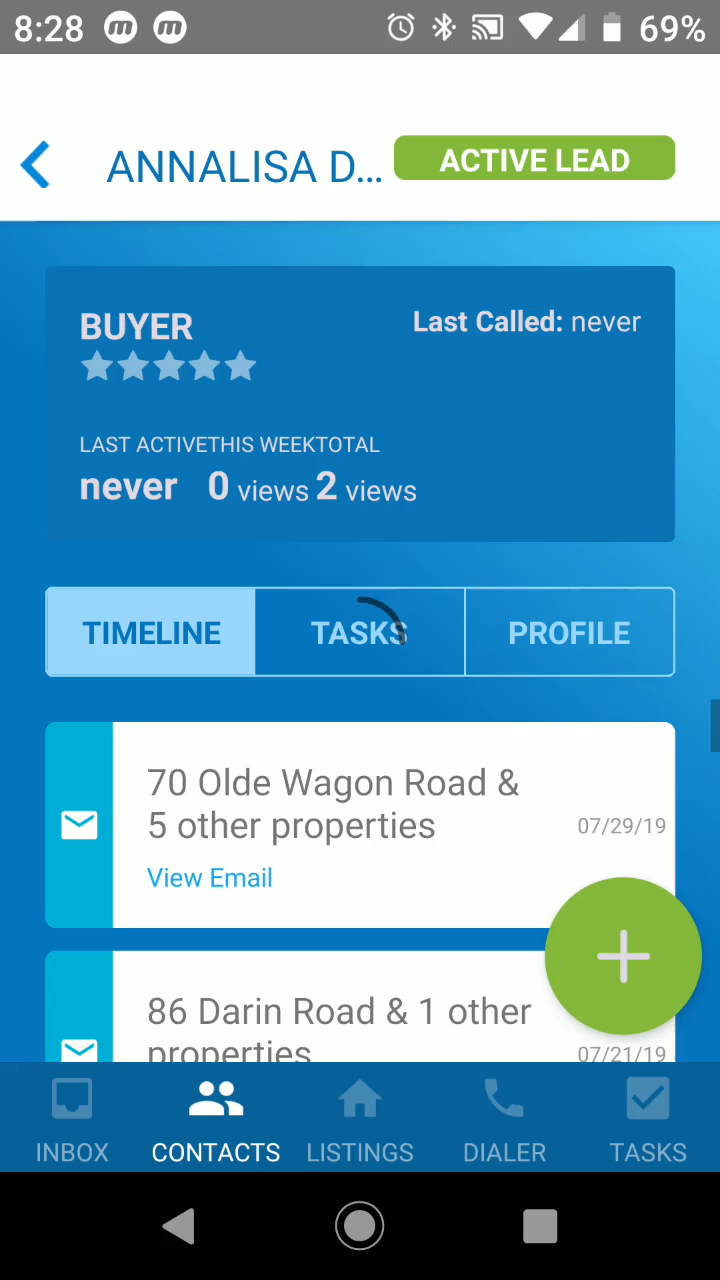 8:28
69%
ANNALISA D...
ACTIVE LEAD
BUYER
Last Called: never
LAST ACTIVETHIS WEEKTOTAL
never 0 views 2 views
TIMELINE
TASKS
PROFILE
70 Olde Wagon Road &
5 other properties
07/29/19
View Email
86 Darin Road & 1 other
properties
07/21/19
INBOX
CONTACTS
LISTINGS
DIALER
TASKS